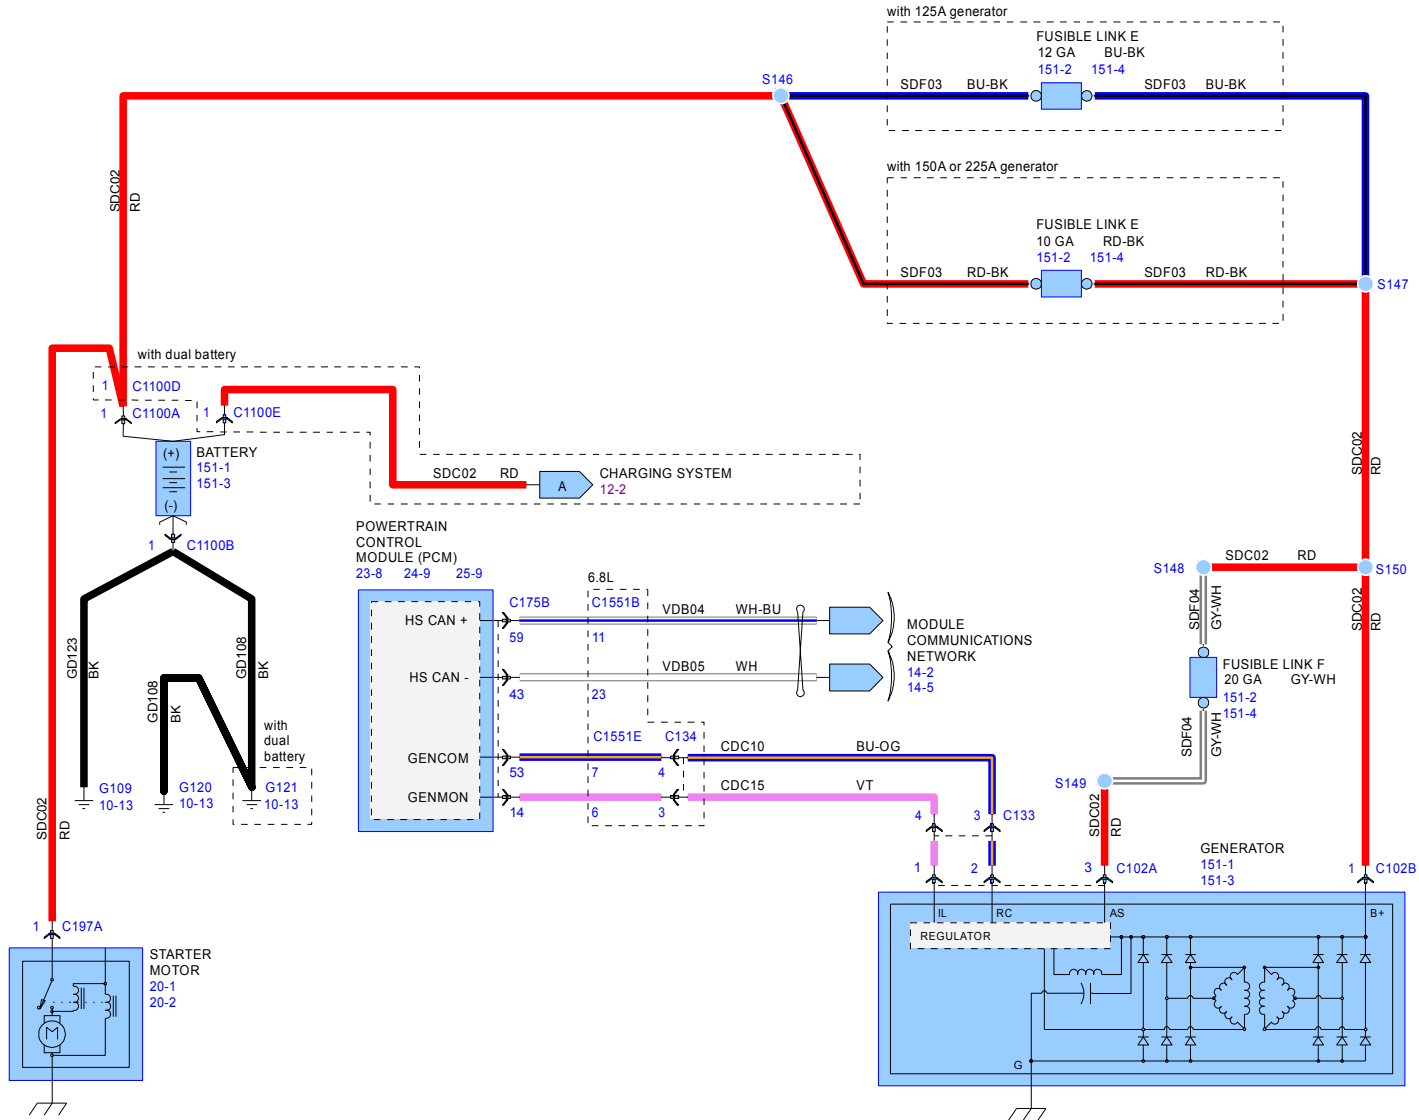 with 125A generator
FUSIBLE LINK E
12 GA BU-BK
151-2 151-4
S146
SDF03 BU-BK
SDF03 BU-BK
with 150A or 225A generator
FUSIBLE LINK E
10 GA RD-BK
151-2 151-4
SDF03 RD-BK
SDF03 RD-BK
S147
SDC02
RD
with dual battery
1 C1100D
1 C1100A
1 C1100E
(+)
(-)
BATTERY
151-1
151-3
SDC02 RD
A
CHARGING SYSTEM
12-2
SDC02
RD
1 C1100B
POWERTRAIN
CONTROL
MODULE (PCM)
23-8 24-9 25-9
6.8L
C175B
C1551B
HS CAN +
59
11
VDB04 WH-BU
HS CAN -
43
23
VDB05 WH
MODULE
COMMUNICATIONS
NETWORK
14-2
14-5
S148
SDC02 RD
S150
SDF04
GY-WH
SDC02
RD
FUSIBLE LINK F
20 GA GY-WH
151-2
151-4
SDF04
GY-WH
GD123
BK
GD108
BK
GD108
BK
with
dual
battery
G109
10-13
G120
10-13
G121
10-13
C1551E
C134
GENCOM
53
7
4
CDC10 BU-OG
GENMON
14
6
3
CDC15 VT
S149
SDC02
RD
SDC02
RD
4
3 C133
1
2
3 C102A
GENERATOR
151-1
151-3
1 C102B
IL
RC
AS
B+
REGULATOR
G
1 C197A
STARTER
MOTOR
20-1
20-2
M